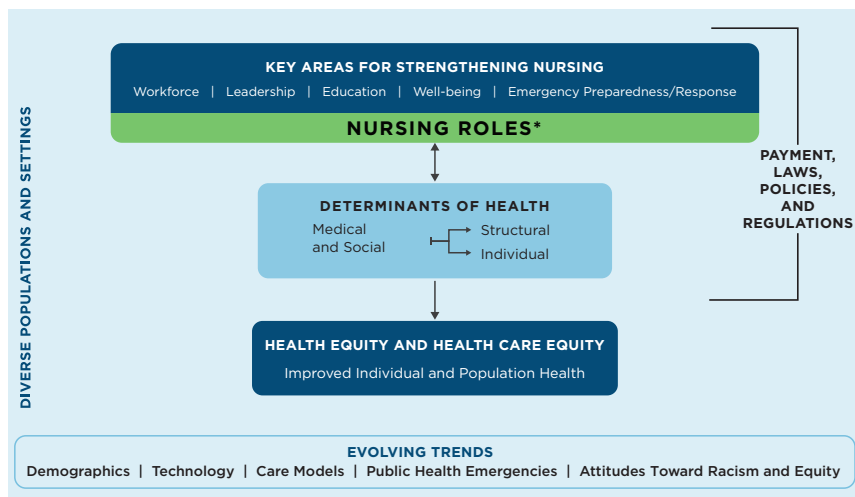 KEY AREAS FOR STRENGTHENING NURSING
Workforce | Leadership | Education | Well-being | Emergency Preparedness/Response
NURSING ROLES*
DIVERSE POPULATIONS AND SETTINGS
PAYMENT,
LAWS,
POLICIES,
AND
REGULATIONS
DETERMINANTS OF HEALTH
Medical
and Social
Structural
Individual
HEALTH EQUITY AND HEALTH CARE EQUITY
Improved Individual and Population Health
EVOLVING TRENDS
Demographics | Technology | Care Models | Public Health Emergencies | Attitudes Toward Racism and Equity